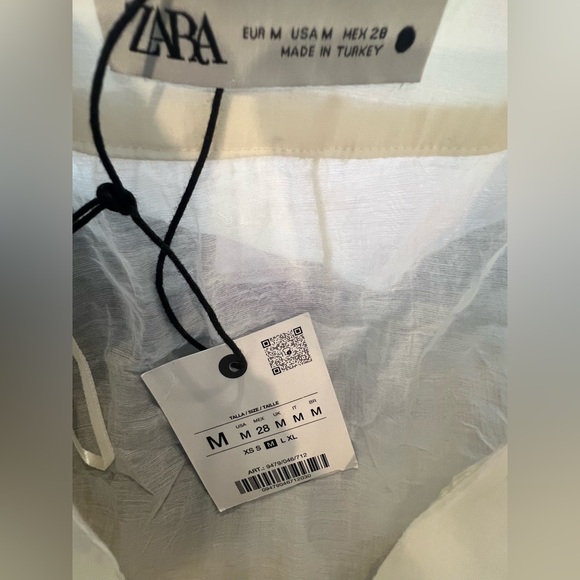 ZARA
EUR M USA M MEX 28
MADE IN TURKEY
TALLA / SIZE / TAILLE
USA MEX UK IT BR
M M 28 M M M
XS S M L XL
ART.: 9479/046/712